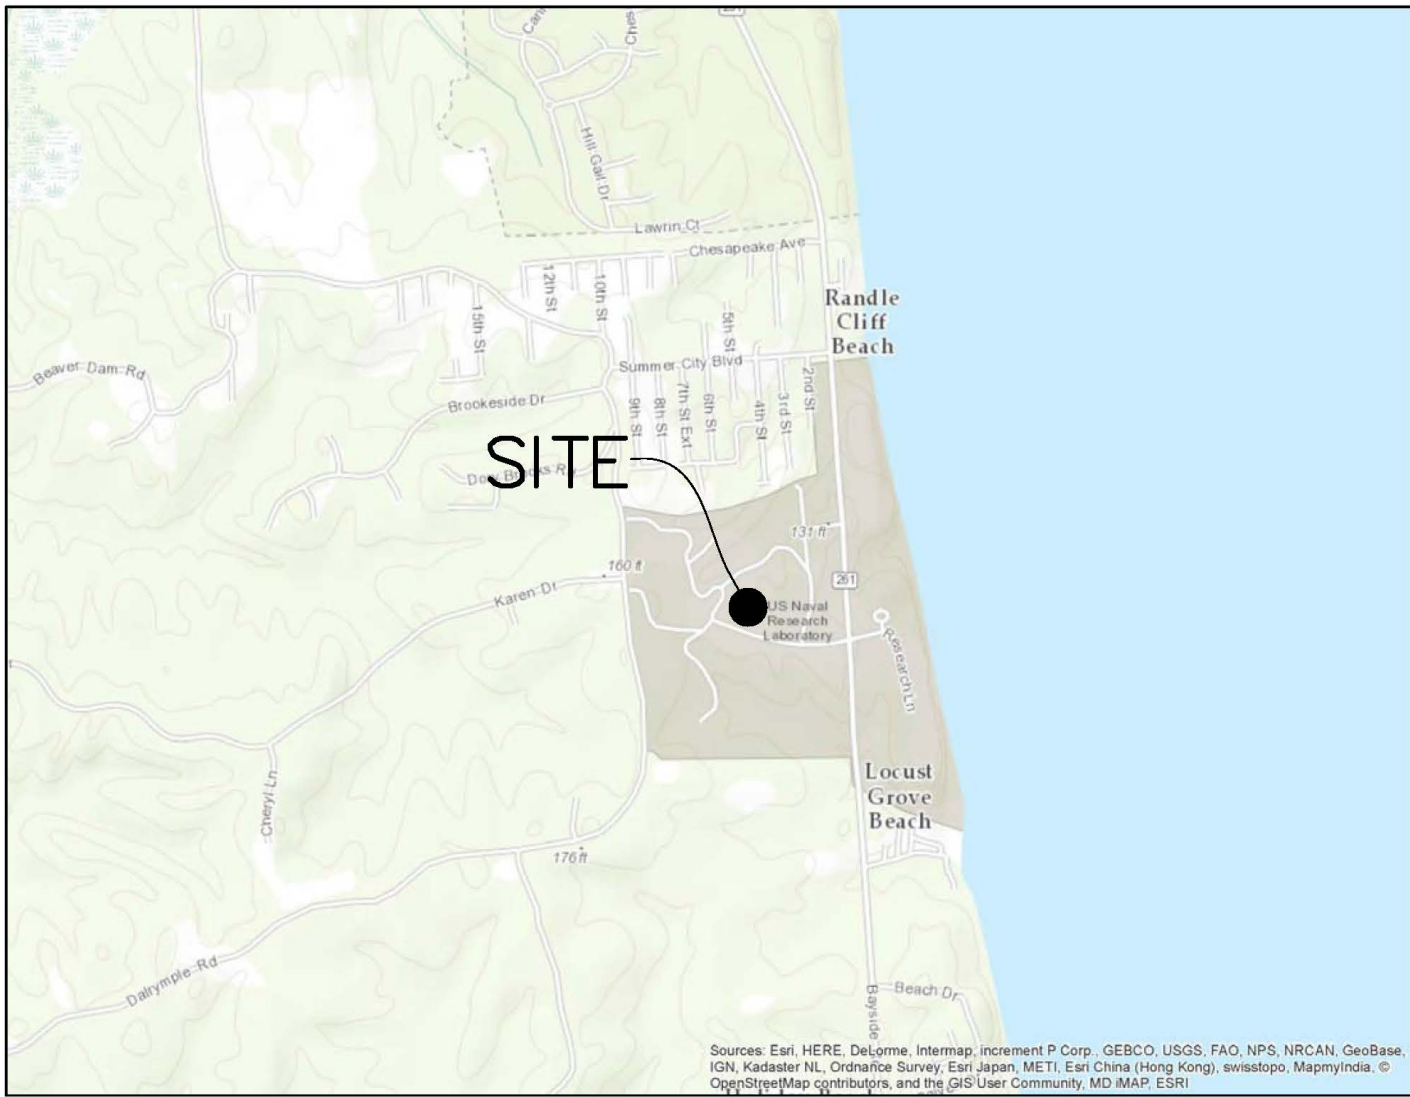 Hill Gail Dr
Lawrin Ct
Chesapeake Ave
12th St
10th St
15th St
5th St
Randle
Cliff
Beach
Summer City Blvd
Beaver Dam Rd
Brookeside Dr
9th St
8th St
7th St Ext
6th St
4th St
3rd St
2nd St
SITE
131 ft
160 ft
Karen Dr
261
US Naval
Research
Laboratory
Research Ln
Cheryl Ln
Locust
Grove
Beach
176 ft
Dalrymple Rd
Beach Dr
Bayside
Sources: Esri, HERE, DeLorme, Intermap, increment P Corp., GEBCO, USGS, FAO, NPS, NRCAN, GeoBase,
IGN, Kadaster NL, Ordnance Survey, Esri Japan, METI, Esri China (Hong Kong), swisstopo, MapmyIndia, ©
OpenStreetMap contributors, and the GIS User Community, MD iMAP, ESRI